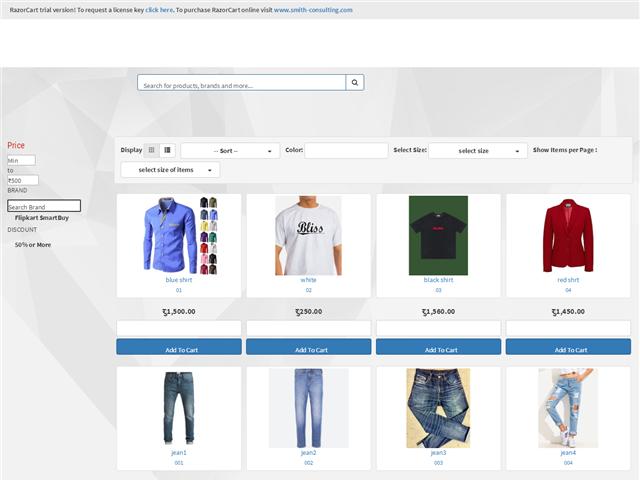 RazorCart trial version! To request a license key click here. To purchase RazorCart online visit www.smith-consulting.com
Search for products, brands and more...
Price
Min
to
₹500
BRAND
Search Brand
Flipkart SmartBuy
DISCOUNT
50% or More
Display -- Sort -- Color: Select Size: select size Show Items per Page :
select size of items
Bliss
blue shirt white black shirt red shrt
01 02 03 04
₹1,500.00 ₹250.00 ₹1,560.00 ₹1,450.00
Add To Cart Add To Cart Add To Cart Add To Cart
jean1 jean2 jean3 jean4
001 002 003 004